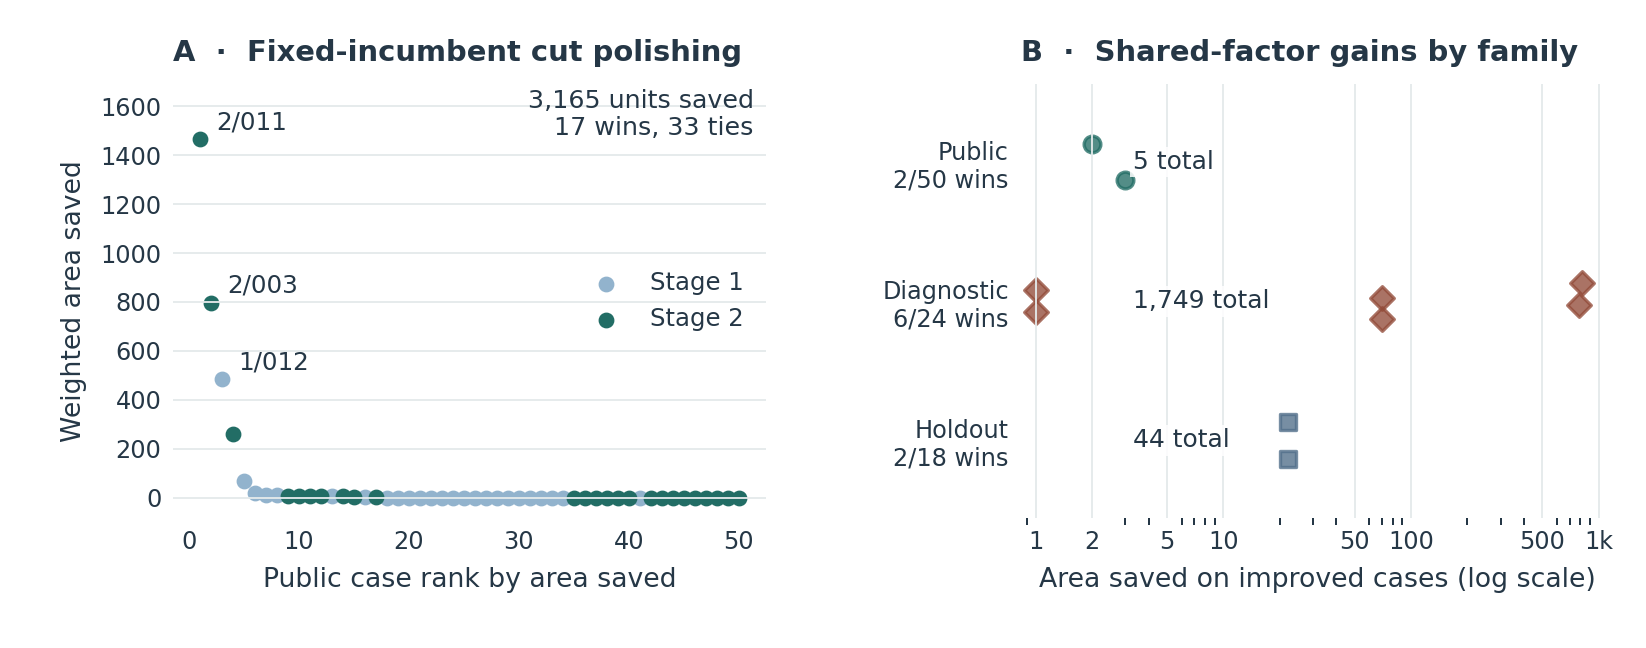 A · Fixed-incumbent cut polishing
3,165 units saved
17 wins, 33 ties
2/011
2/003
1/012
Stage 1
Stage 2
Weighted area saved
1600
1400
1200
1000
800
600
400
200
0
0 10 20 30 40 50
Public case rank by area saved
B · Shared-factor gains by family
Public
2/50 wins
5 total
Diagnostic
6/24 wins
1,749 total
Holdout
2/18 wins
44 total
1 2 5 10 50 100 500 1k
Area saved on improved cases (log scale)